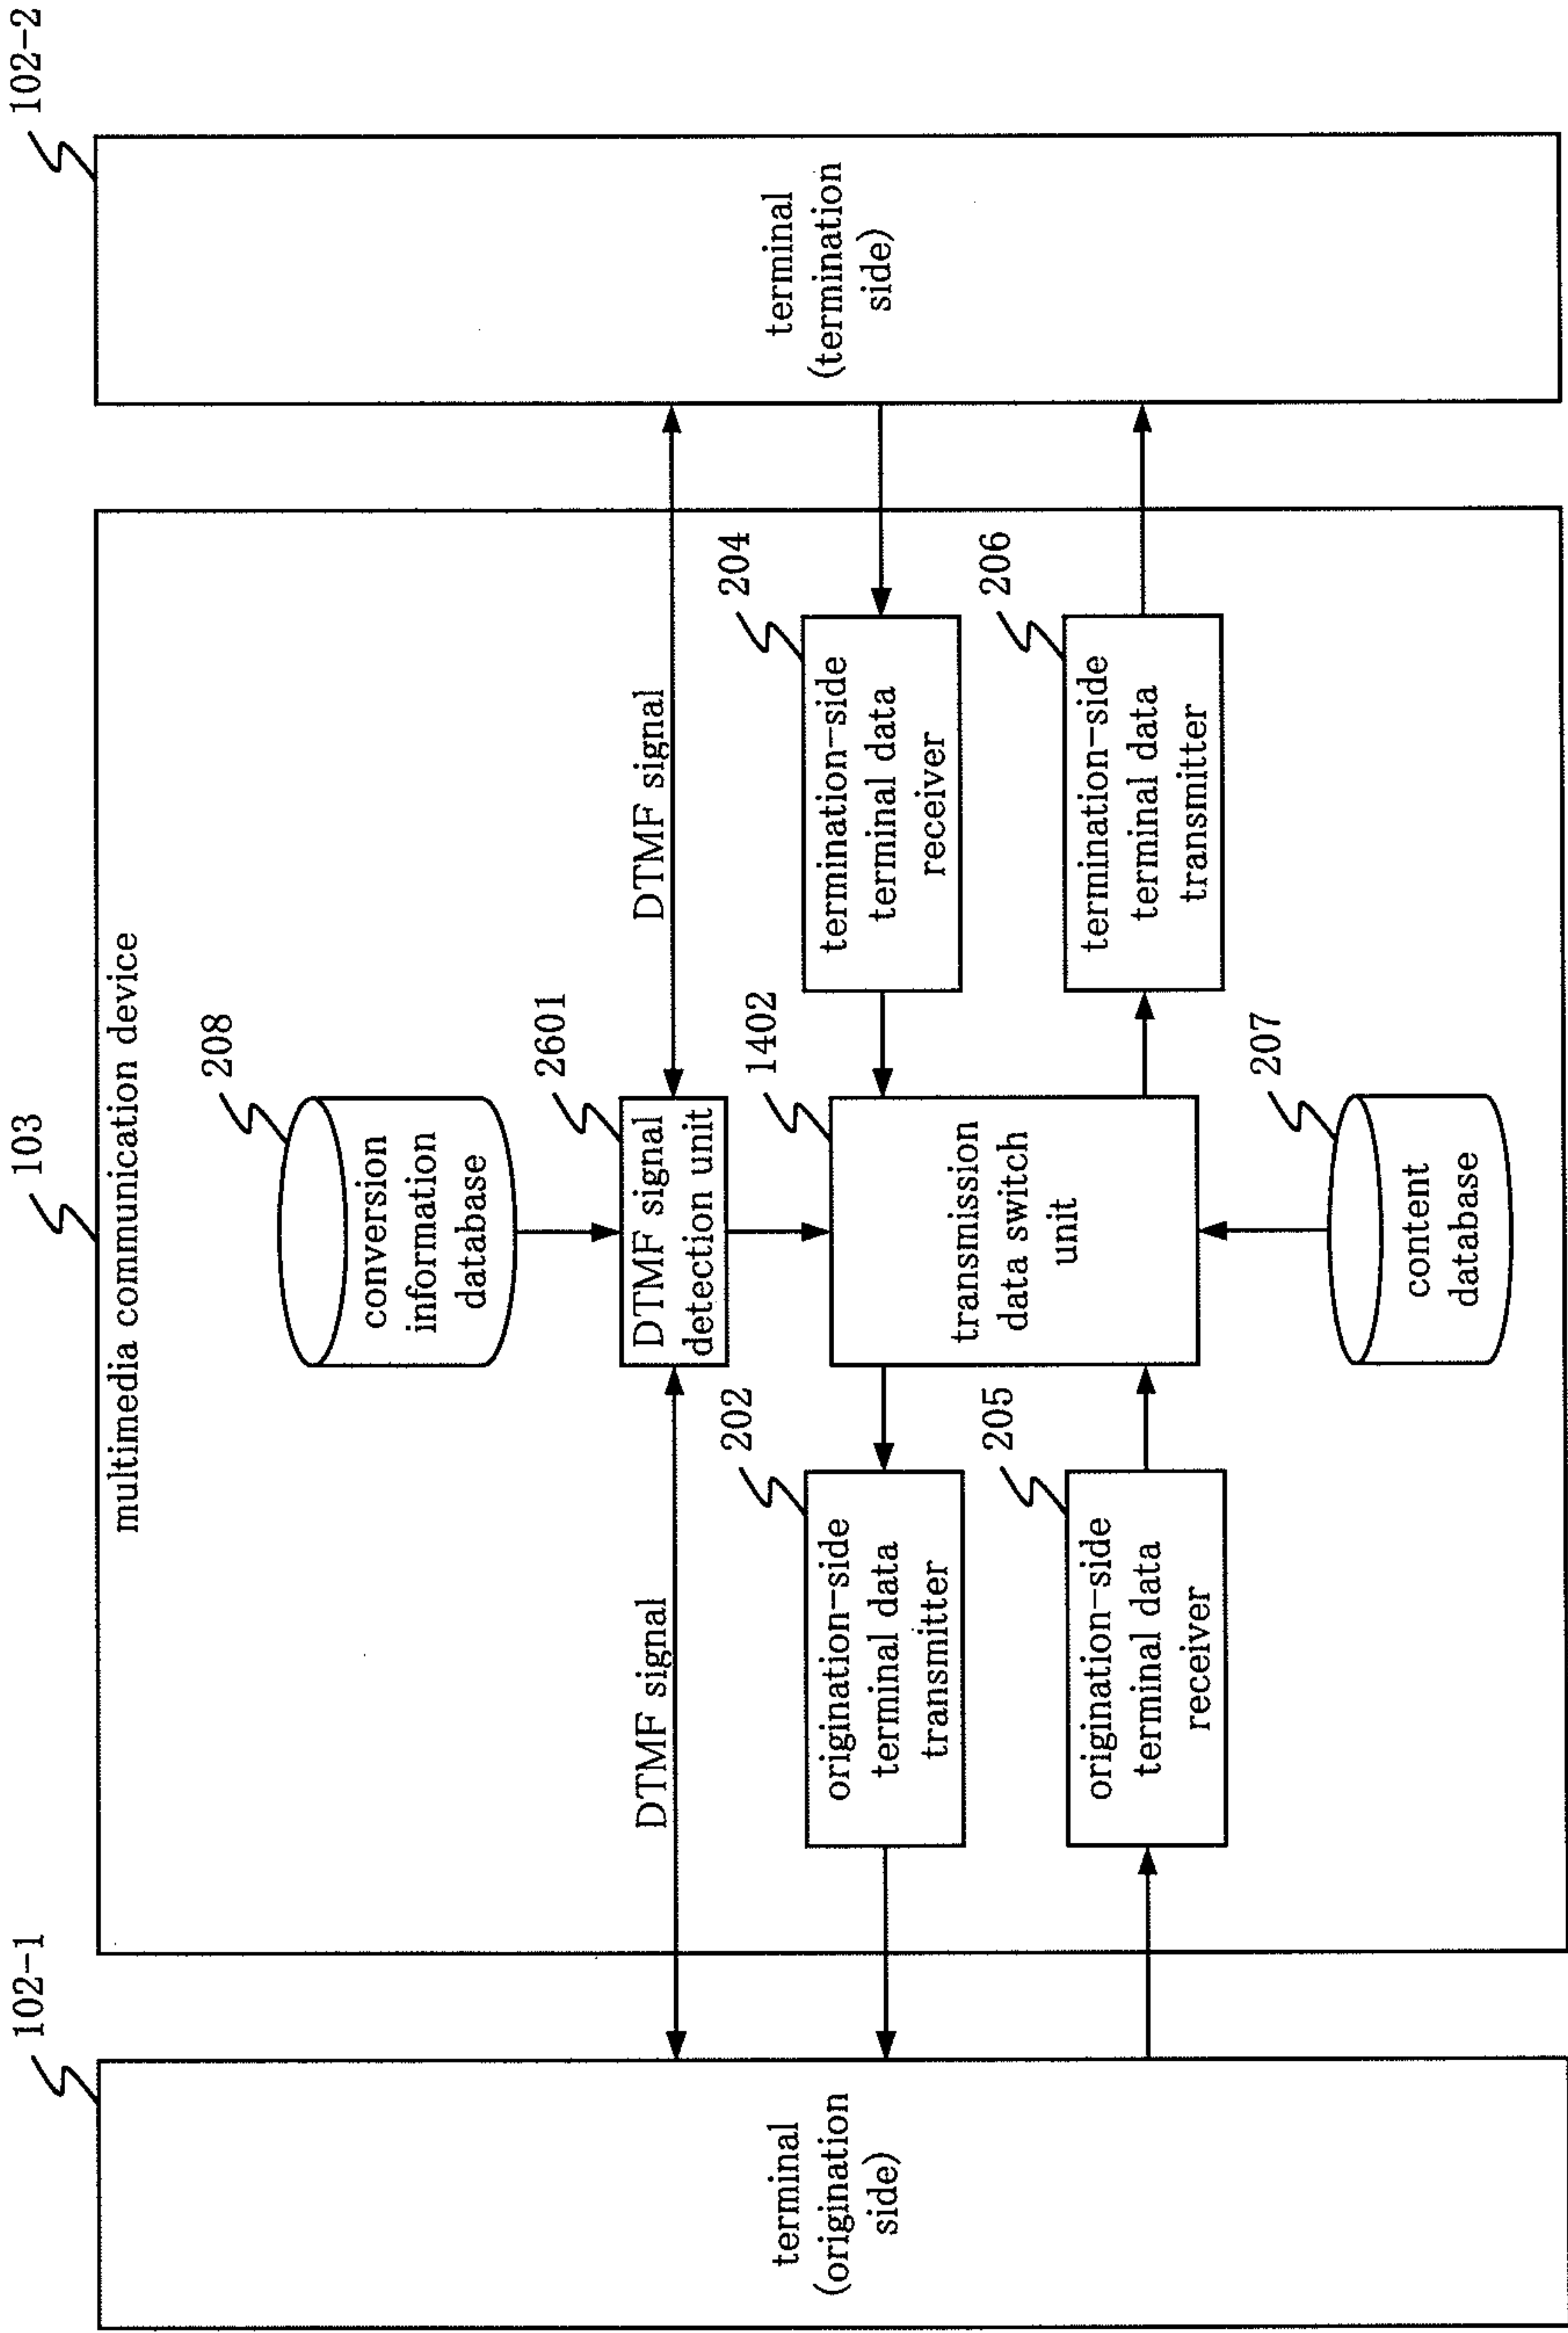 102-1
103
102-2
multimedia communication device
terminal
(origination
side)
208
conversion
information
database
2601
DTMF signal
DTMF signal
detection unit
DTMF signal
202
origination-side
terminal data
transmitter
1402
transmission
data switch
unit
204
termination-side
terminal data
receiver
205
origination-side
terminal data
receiver
206
termination-side
terminal data
transmitter
207
content
database
terminal
(termination
side)